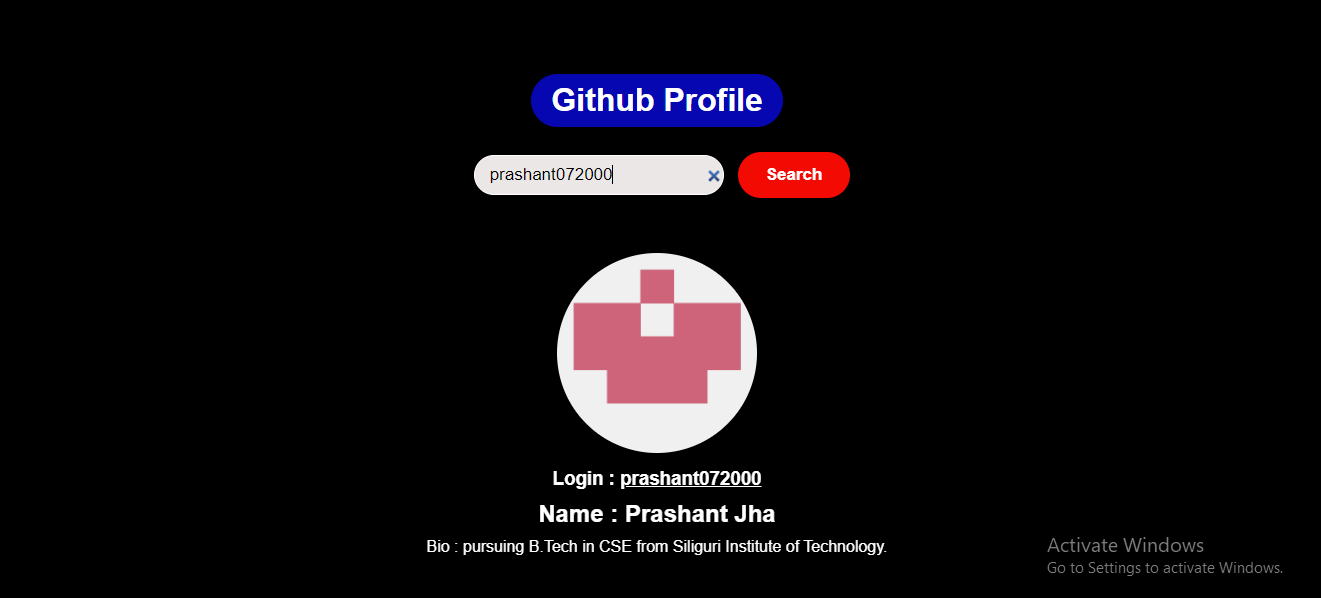 Github Profile
prashant072000
Search
Login : prashant072000
Name : Prashant Jha
Bio : pursuing B.Tech in CSE from Siliguri Institute of Technology.
Activate Windows
Go to Settings to activate Windows.